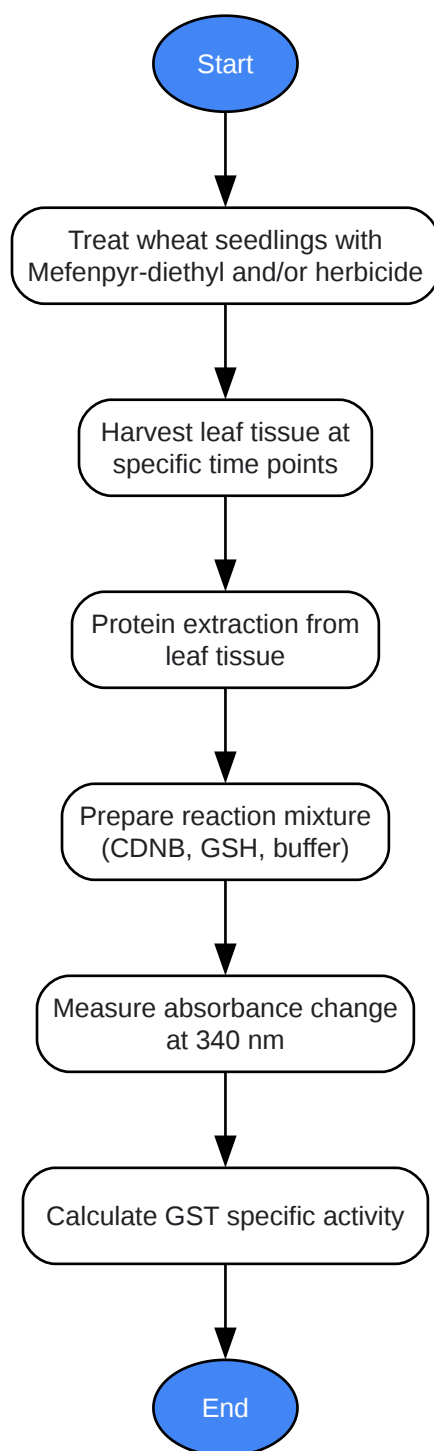 Start
Treat wheat seedlings with
Mefenpyr-diethyl and/or herbicide
Harvest leaf tissue at
specific time points
Protein extraction from
leaf tissue
Prepare reaction mixture
(CDNB, GSH, buffer)
Measure absorbance change
at 340 nm
Calculate GST specific activity
End